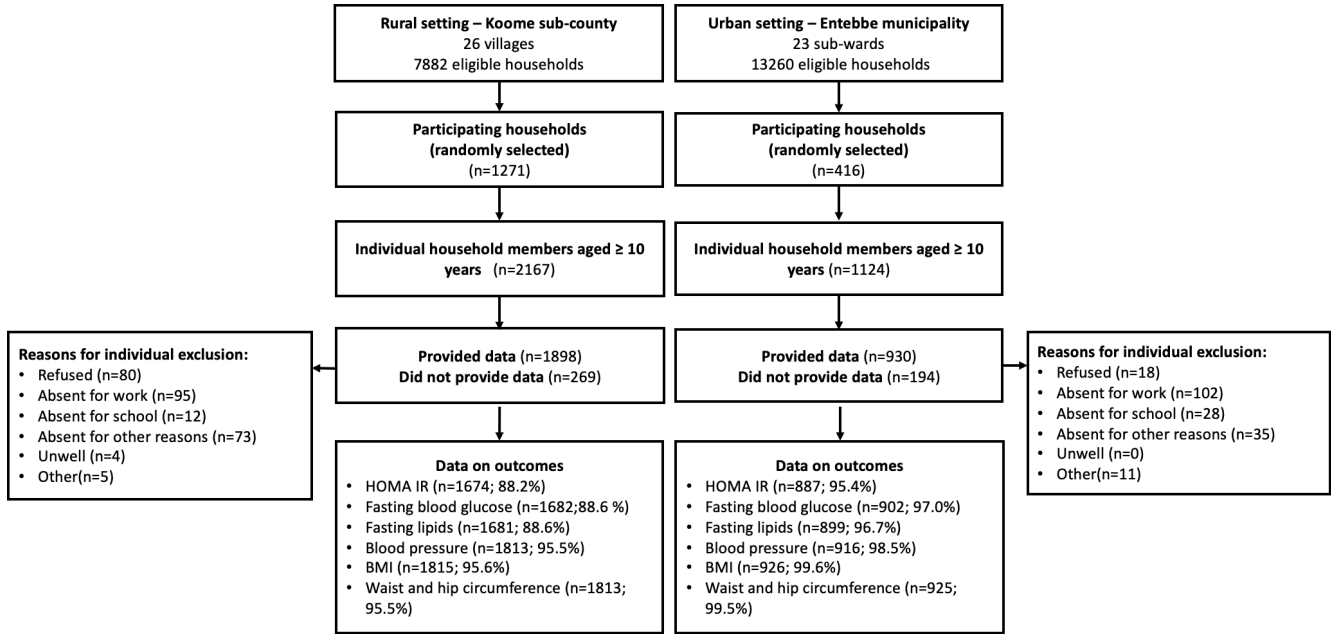 Rural setting – Koome sub-county
26 villages
7882 eligible households
Urban setting – Entebbe municipality
23 sub-wards
13260 eligible households
Participating households
(randomly selected)
(n=1271)
Participating households
(randomly selected)
(n=416)
Individual household members aged ≥ 10
years (n=2167)
Individual household members aged ≥ 10
years (n=1124)
Reasons for individual exclusion:
• Refused (n=80)
• Absent for work (n=95)
• Absent for school (n=12)
• Absent for other reasons (n=73)
• Unwell (n=4)
• Other(n=5)
Provided data (n=1898)
Did not provide data (n=269)
Provided data (n=930)
Did not provide data (n=194)
Reasons for individual exclusion:
• Refused (n=18)
• Absent for work (n=102)
• Absent for school (n=28)
• Absent for other reasons (n=35)
• Unwell (n=0)
• Other(n=11)
Data on outcomes
• HOMA IR (n=1674; 88.2%)
• Fasting blood glucose (n=1682;88.6 %)
• Fasting lipids (n=1681; 88.6%)
• Blood pressure (n=1813; 95.5%)
• BMI (n=1815; 95.6%)
• Waist and hip circumference (n=1813;
95.5%)
Data on outcomes
• HOMA IR (n=887; 95.4%)
• Fasting blood glucose (n=902; 97.0%)
• Fasting lipids (n=899; 96.7%)
• Blood pressure (n=916; 98.5%)
• BMI (n=926; 99.6%)
• Waist and hip circumference (n=925;
99.5%)